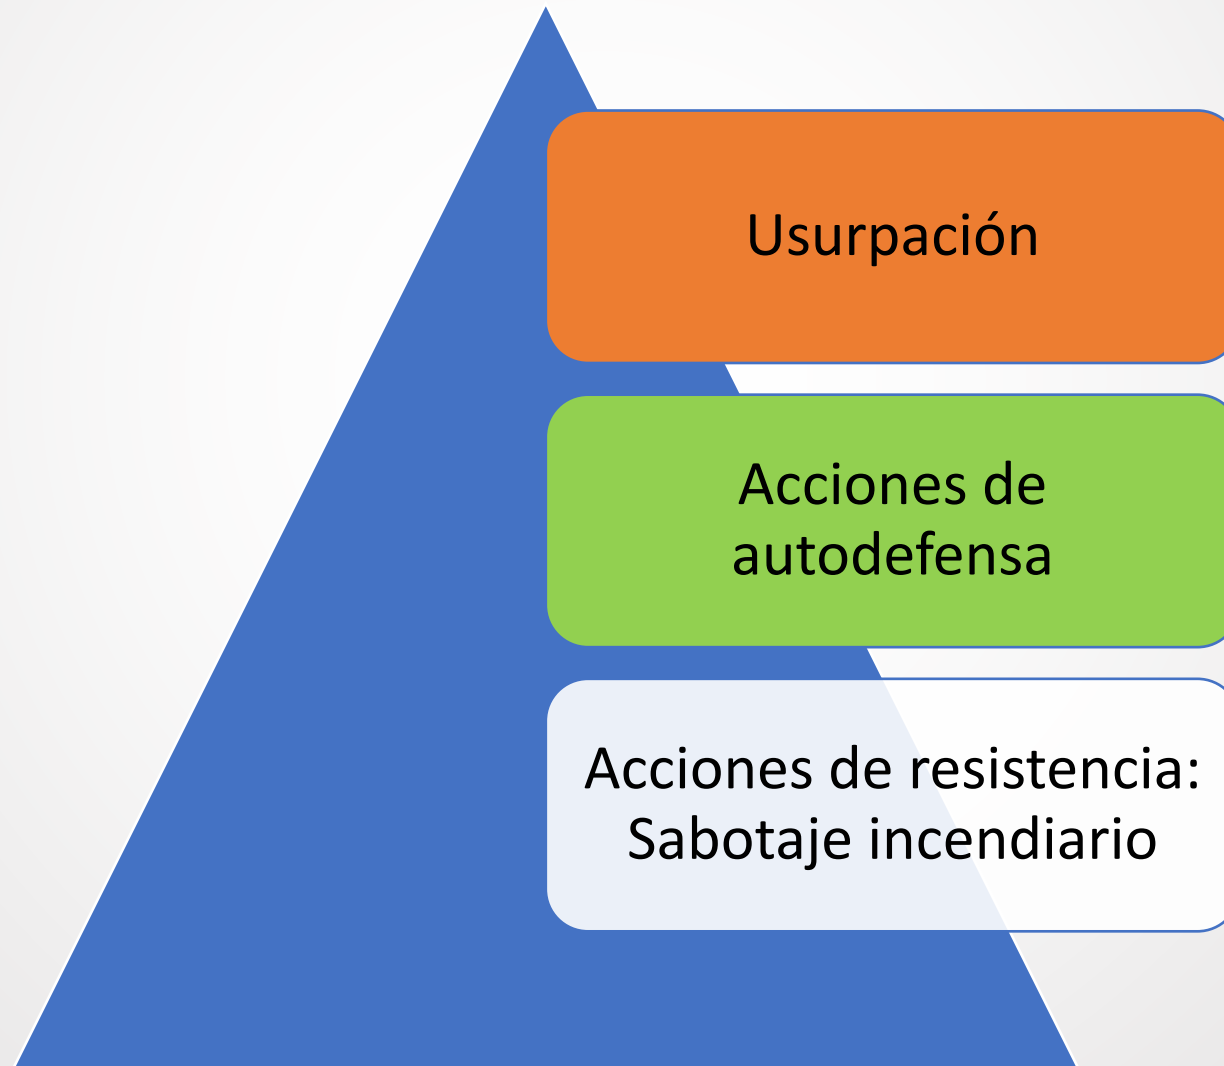 Usurpación
Acciones de
autodefensa
Acciones de resistencia:
Sabotaje incendiario